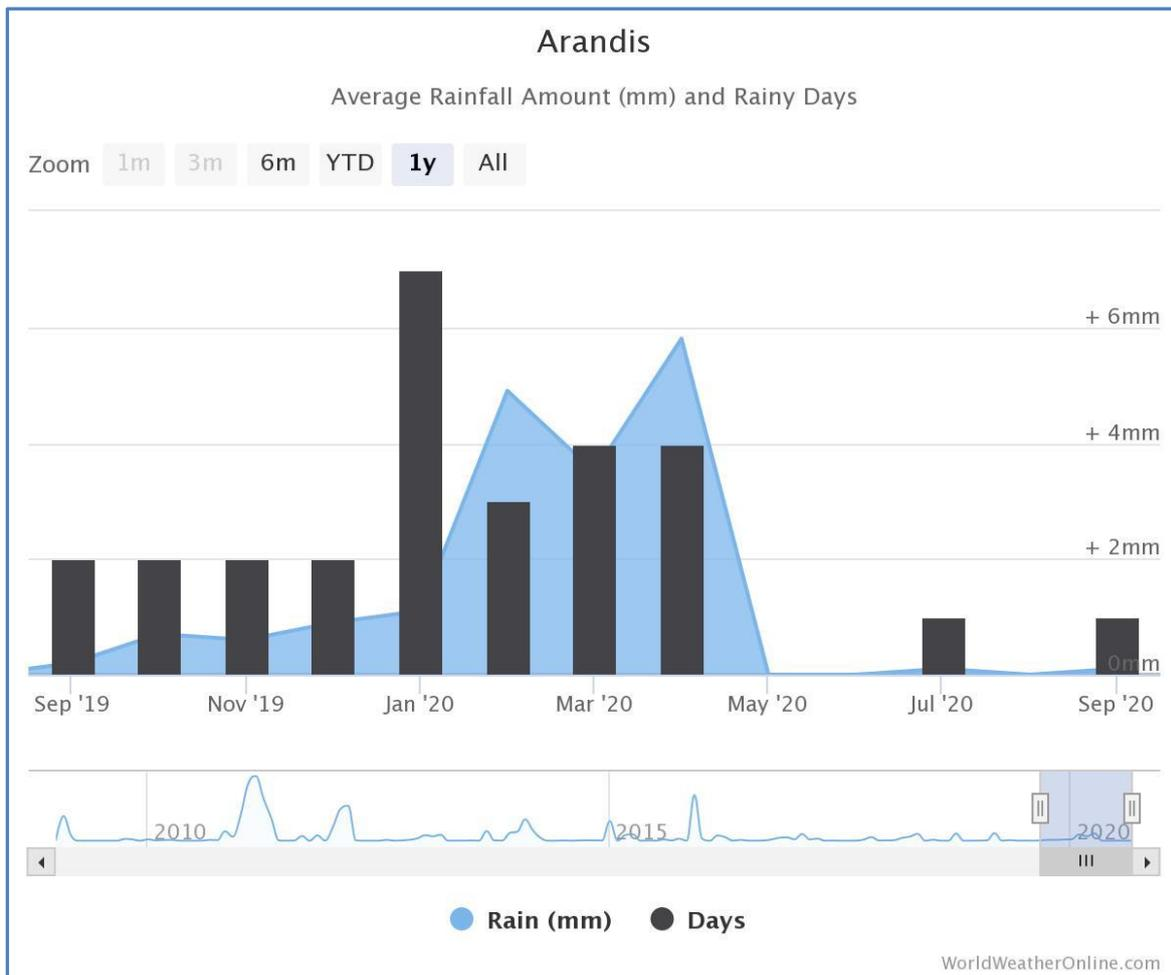 Arandis
Average Rainfall Amount (mm) and Rainy Days
Zoom 1m 3m 6m YTD 1y All
+ 6mm
+ 4mm
+ 2mm
0mm
Sep '19 Nov '19 Jan '20 Mar '20 May '20 Jul '20 Sep '20
2010 2015 2020
Rain (mm) Days
WorldWeatherOnline.com